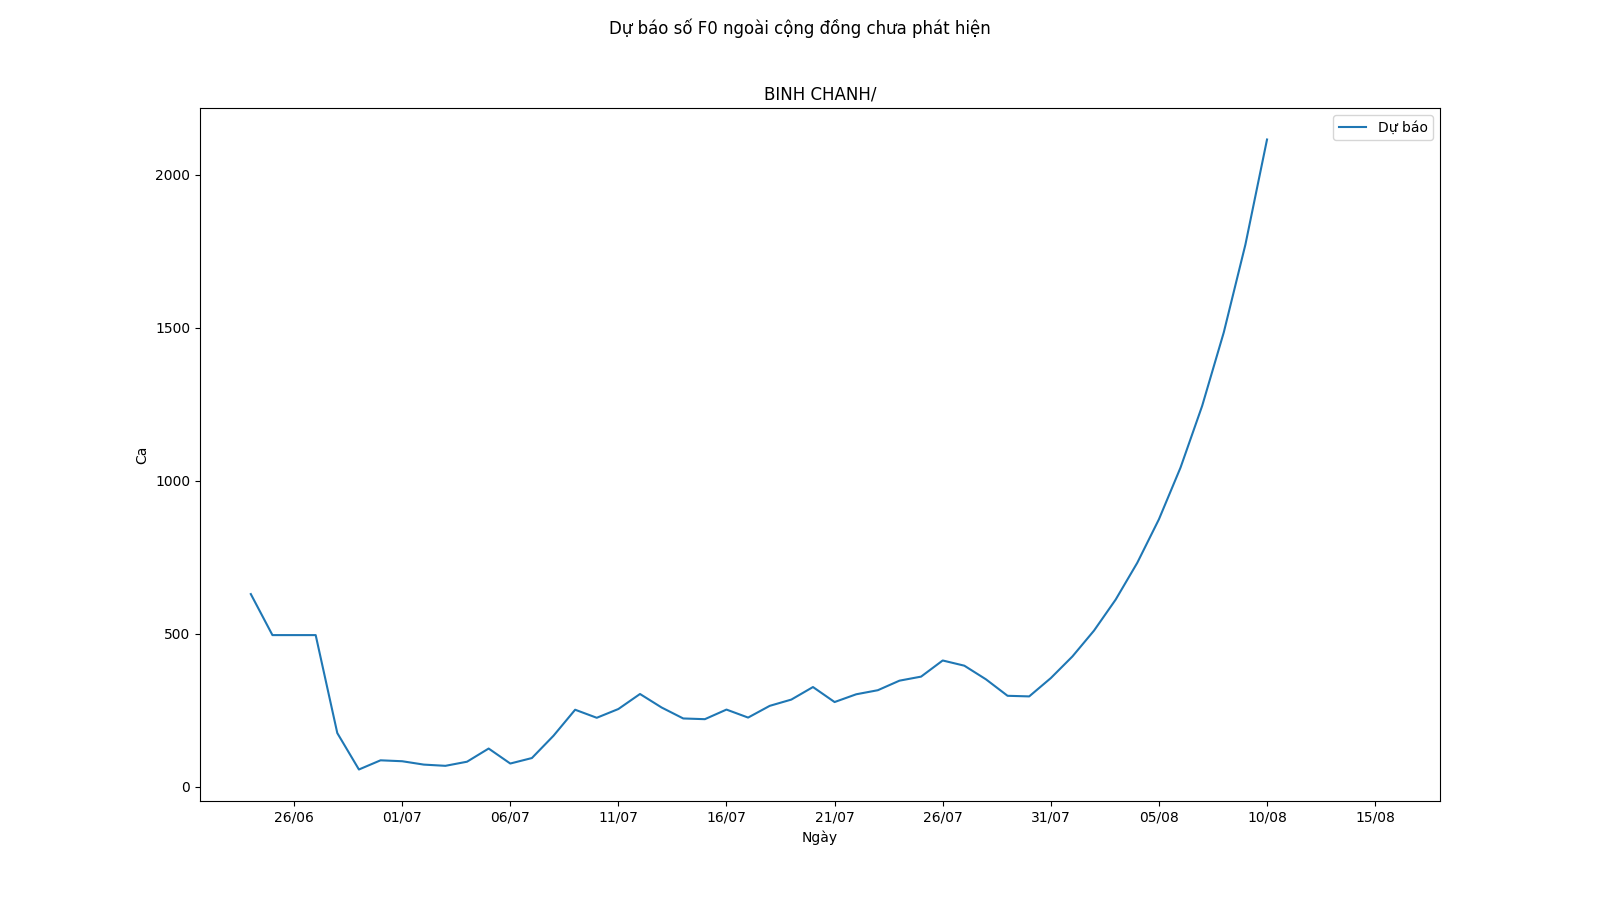 Dự báo số F0 ngoài cộng đồng chưa phát hiện
BINH CHANH/
Dự báo
2000
1500
1000
500
0
Ca
26/06 01/07 06/07 11/07 16/07 21/07 26/07 31/07 05/08 10/08 15/08
Ngày